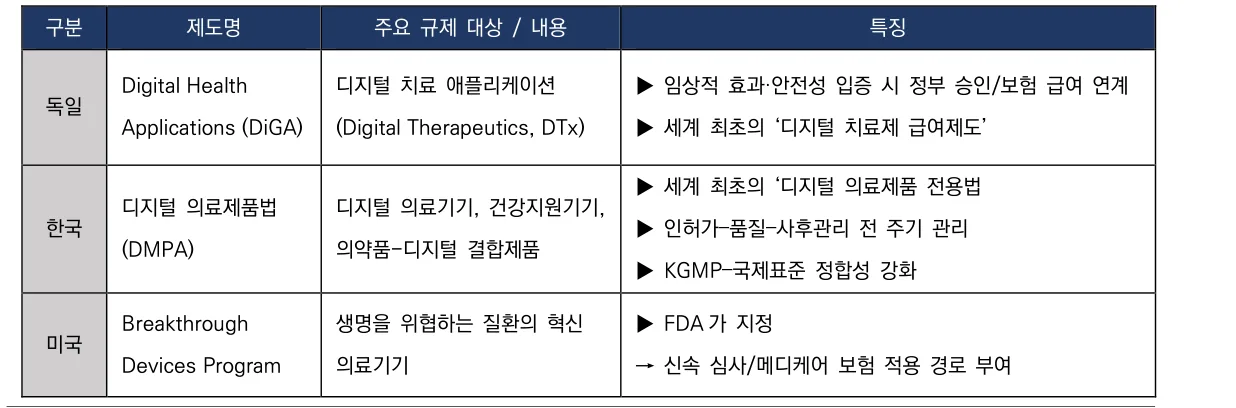 구분 제도명 주요 규제 대상 / 내용 특징
독일
Digital Health
Applications (DiGA)
디지털 치료 애플리케이션
(Digital Therapeutics, DTx)
▶ 임상적 효과·안전성 입증 시 정부 승인/보험 급여 연계
▶ 세계 최초의 ‘디지털 치료제 급여제도’
한국
디지털 의료제품법
(DMPA)
디지털 의료기기, 건강지원기기,
의약품-디지털 결합제품
▶ 세계 최초의 ‘디지털 의료제품 전용법
▶ 인허가–품질–사후관리 전 주기 관리
▶ KGMP–국제표준 정합성 강화
미국
Breakthrough
Devices Program
생명을 위협하는 질환의 혁신
의료기기
▶ FDA가 지정
→ 신속 심사/메디케어 보험 적용 경로 부여